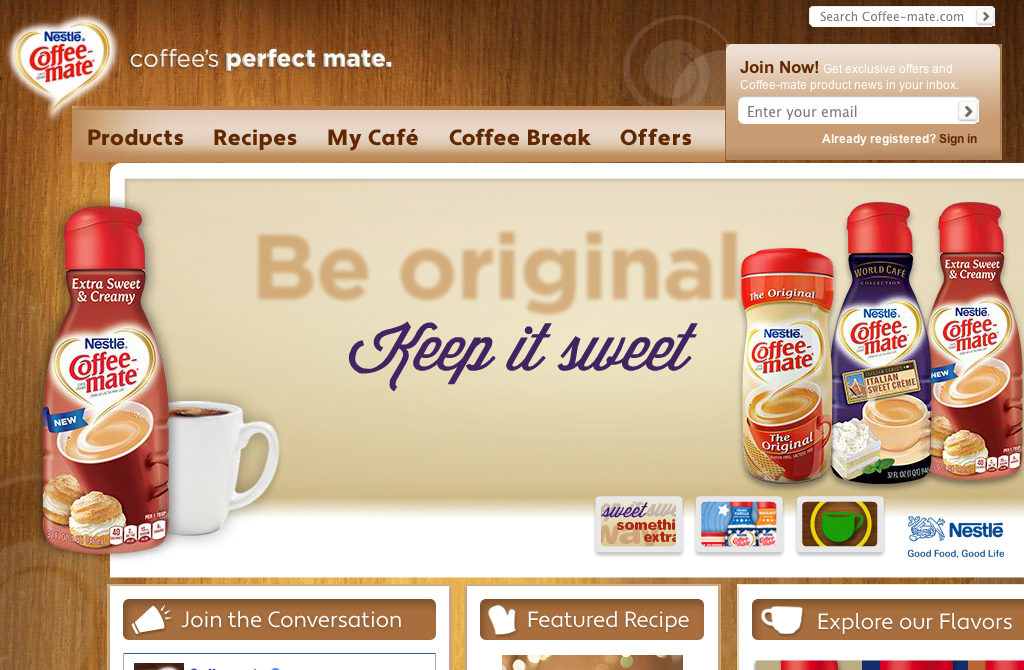 Search Coffee-mate.com
Nestlé
Coffee-
mate
coffee's perfect mate.
Join Now! Get exclusive offers and
Coffee-mate product news in your inbox.
Enter your email
Already registered? Sign in
Products
Recipes
My Café
Coffee Break
Offers
Be original
Keep it sweet
Extra Sweet
& Creamy
Nestlé
Coffee-
mate
NEW
40
The Original
Nestlé
Coffee-
mate
The
Original
WORLD CAFÉ
COLLECTION
Nestlé
Coffee-
mate
ITALIAN
SWEET CRÈME
Extra Sweet
& Creamy
Nestlé
Coffee-
mate
NEW
sweet
somethi
extra
Nestlé
Good Food, Good Life
Join the Conversation
Featured Recipe
Explore our Flavors